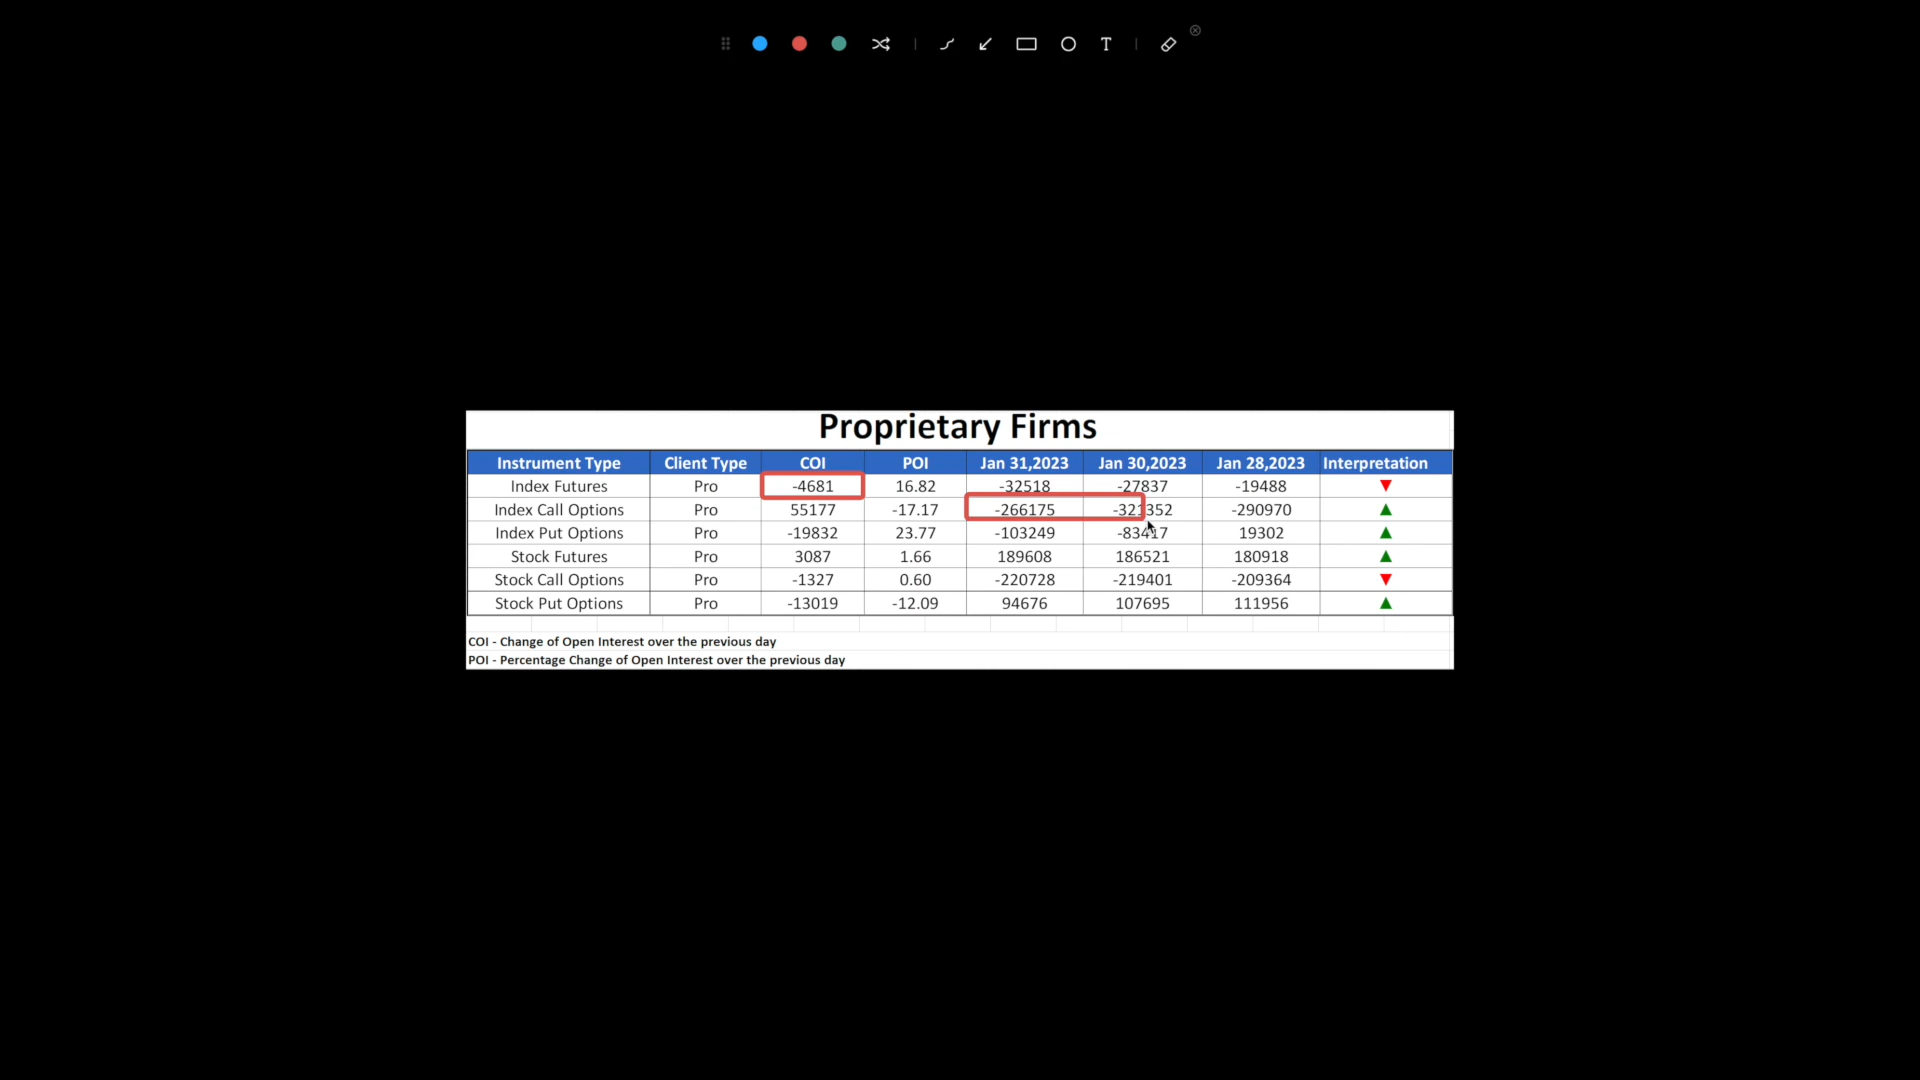 T
Proprietary Firms
Instrument Type Client Type COI POI Jan 31,2023 Jan 30,2023 Jan 28,2023 Interpretation
Index Futures Pro -4681 16.82 -32518 -27837 -19488 ▼
Index Call Options Pro 55177 -17.17 -266175 -321352 -290970 ▲
Index Put Options Pro -19832 23.77 -103249 -83417 19302 ▲
Stock Futures Pro 3087 1.66 189608 186521 180918 ▲
Stock Call Options Pro -1327 0.60 -220728 -219401 -209364 ▼
Stock Put Options Pro -13019 -12.09 94676 107695 111956 ▲
COI - Change of Open Interest over the previous day
POI - Percentage Change of Open Interest over the previous day